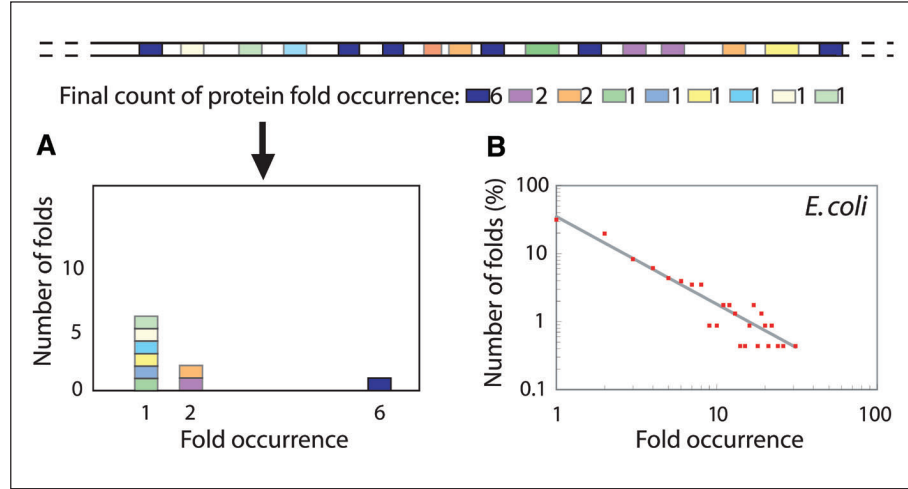 Final count of protein fold occurrence: 6 2 2 1 1 1 1 1 1
A
B
Number of folds
10
5
0
1 2 6
Fold occurrence
Number of folds (%)
100
10
1
0.1
E. coli
1 10 100
Fold occurrence